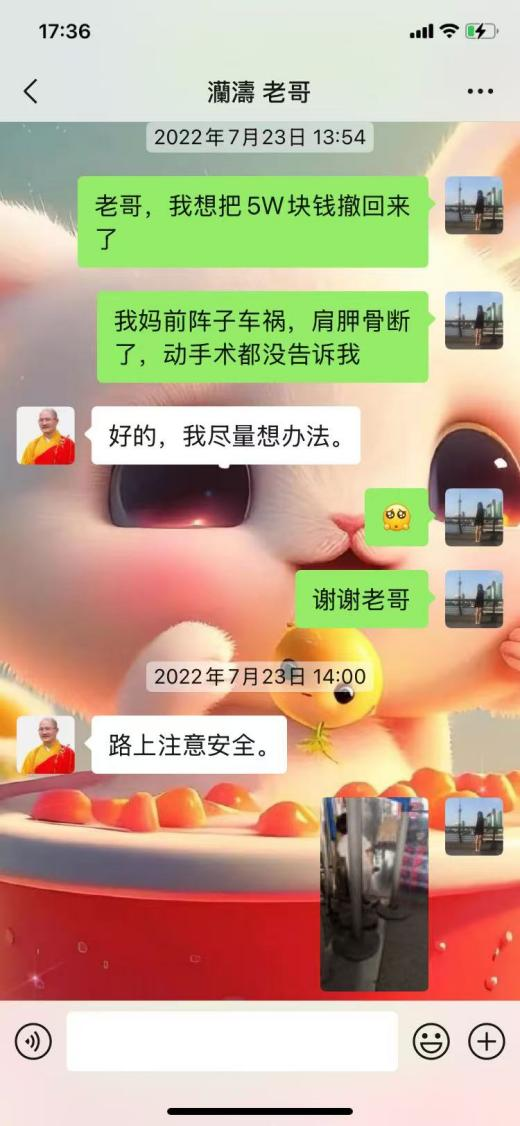 17:36
灡濤 老哥
2022年7月23日 13:54
老哥，我想把5W块钱撤回来
了
我妈前阵子车祸，肩胛骨断
了，动手术都没告诉我
好的，我尽量想办法。
谢谢老哥
2022年7月23日 14:00
路上注意安全。